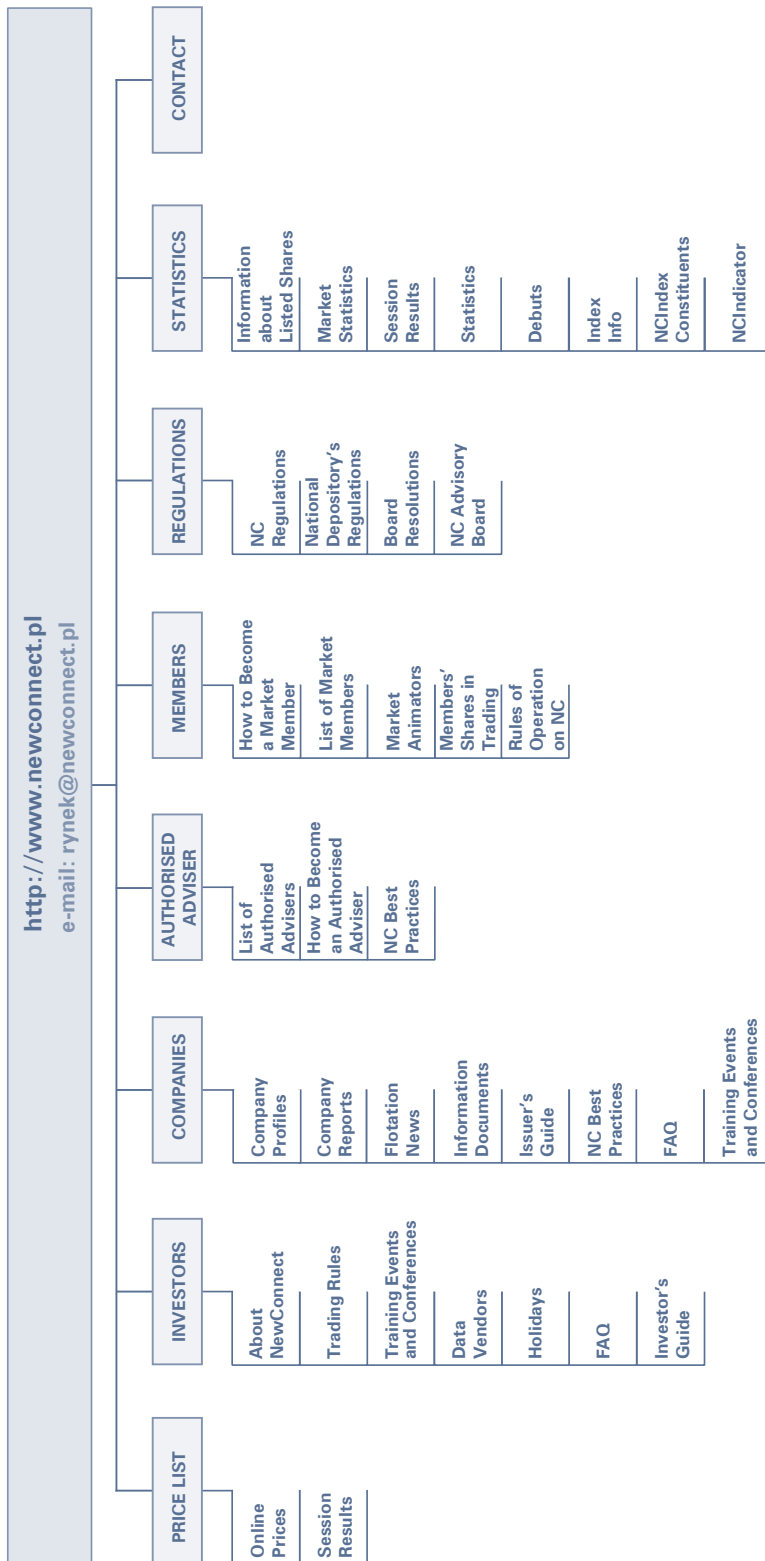 http://www.newconnect.pl
e-mail: rynek@newconnect.pl
PRICE LIST
Online
Prices
Session
Results
INVESTORS
About
NewConnect
Trading Rules
Training Events
and Conferences
Data
Vendors
Holidays
FAQ
Investor's
Guide
COMPANIES
Company
Profiles
Company
Reports
Flotation
News
Information
Documents
Issuer's
Guide
NC Best
Practices
FAQ
Training Events
and Conferences
AUTHORISED
ADVISER
List of
Authorised
Advisers
How to Become
an Authorised
Adviser
NC Best
Practices
MEMBERS
How to Become
a Market
Member
List of Market
Members
Market
Animators
Members'
Shares in
Trading
Rules of
Operation
on NC
REGULATIONS
NC
Regulations
National
Depository's
Regulations
Board
Resolutions
NC Advisory
Board
STATISTICS
Information
about
Listed Shares
Market
Statistics
Session
Results
Statistics
Debuts
Index
Info
NCIndex
Constituents
NCIndicator
CONTACT